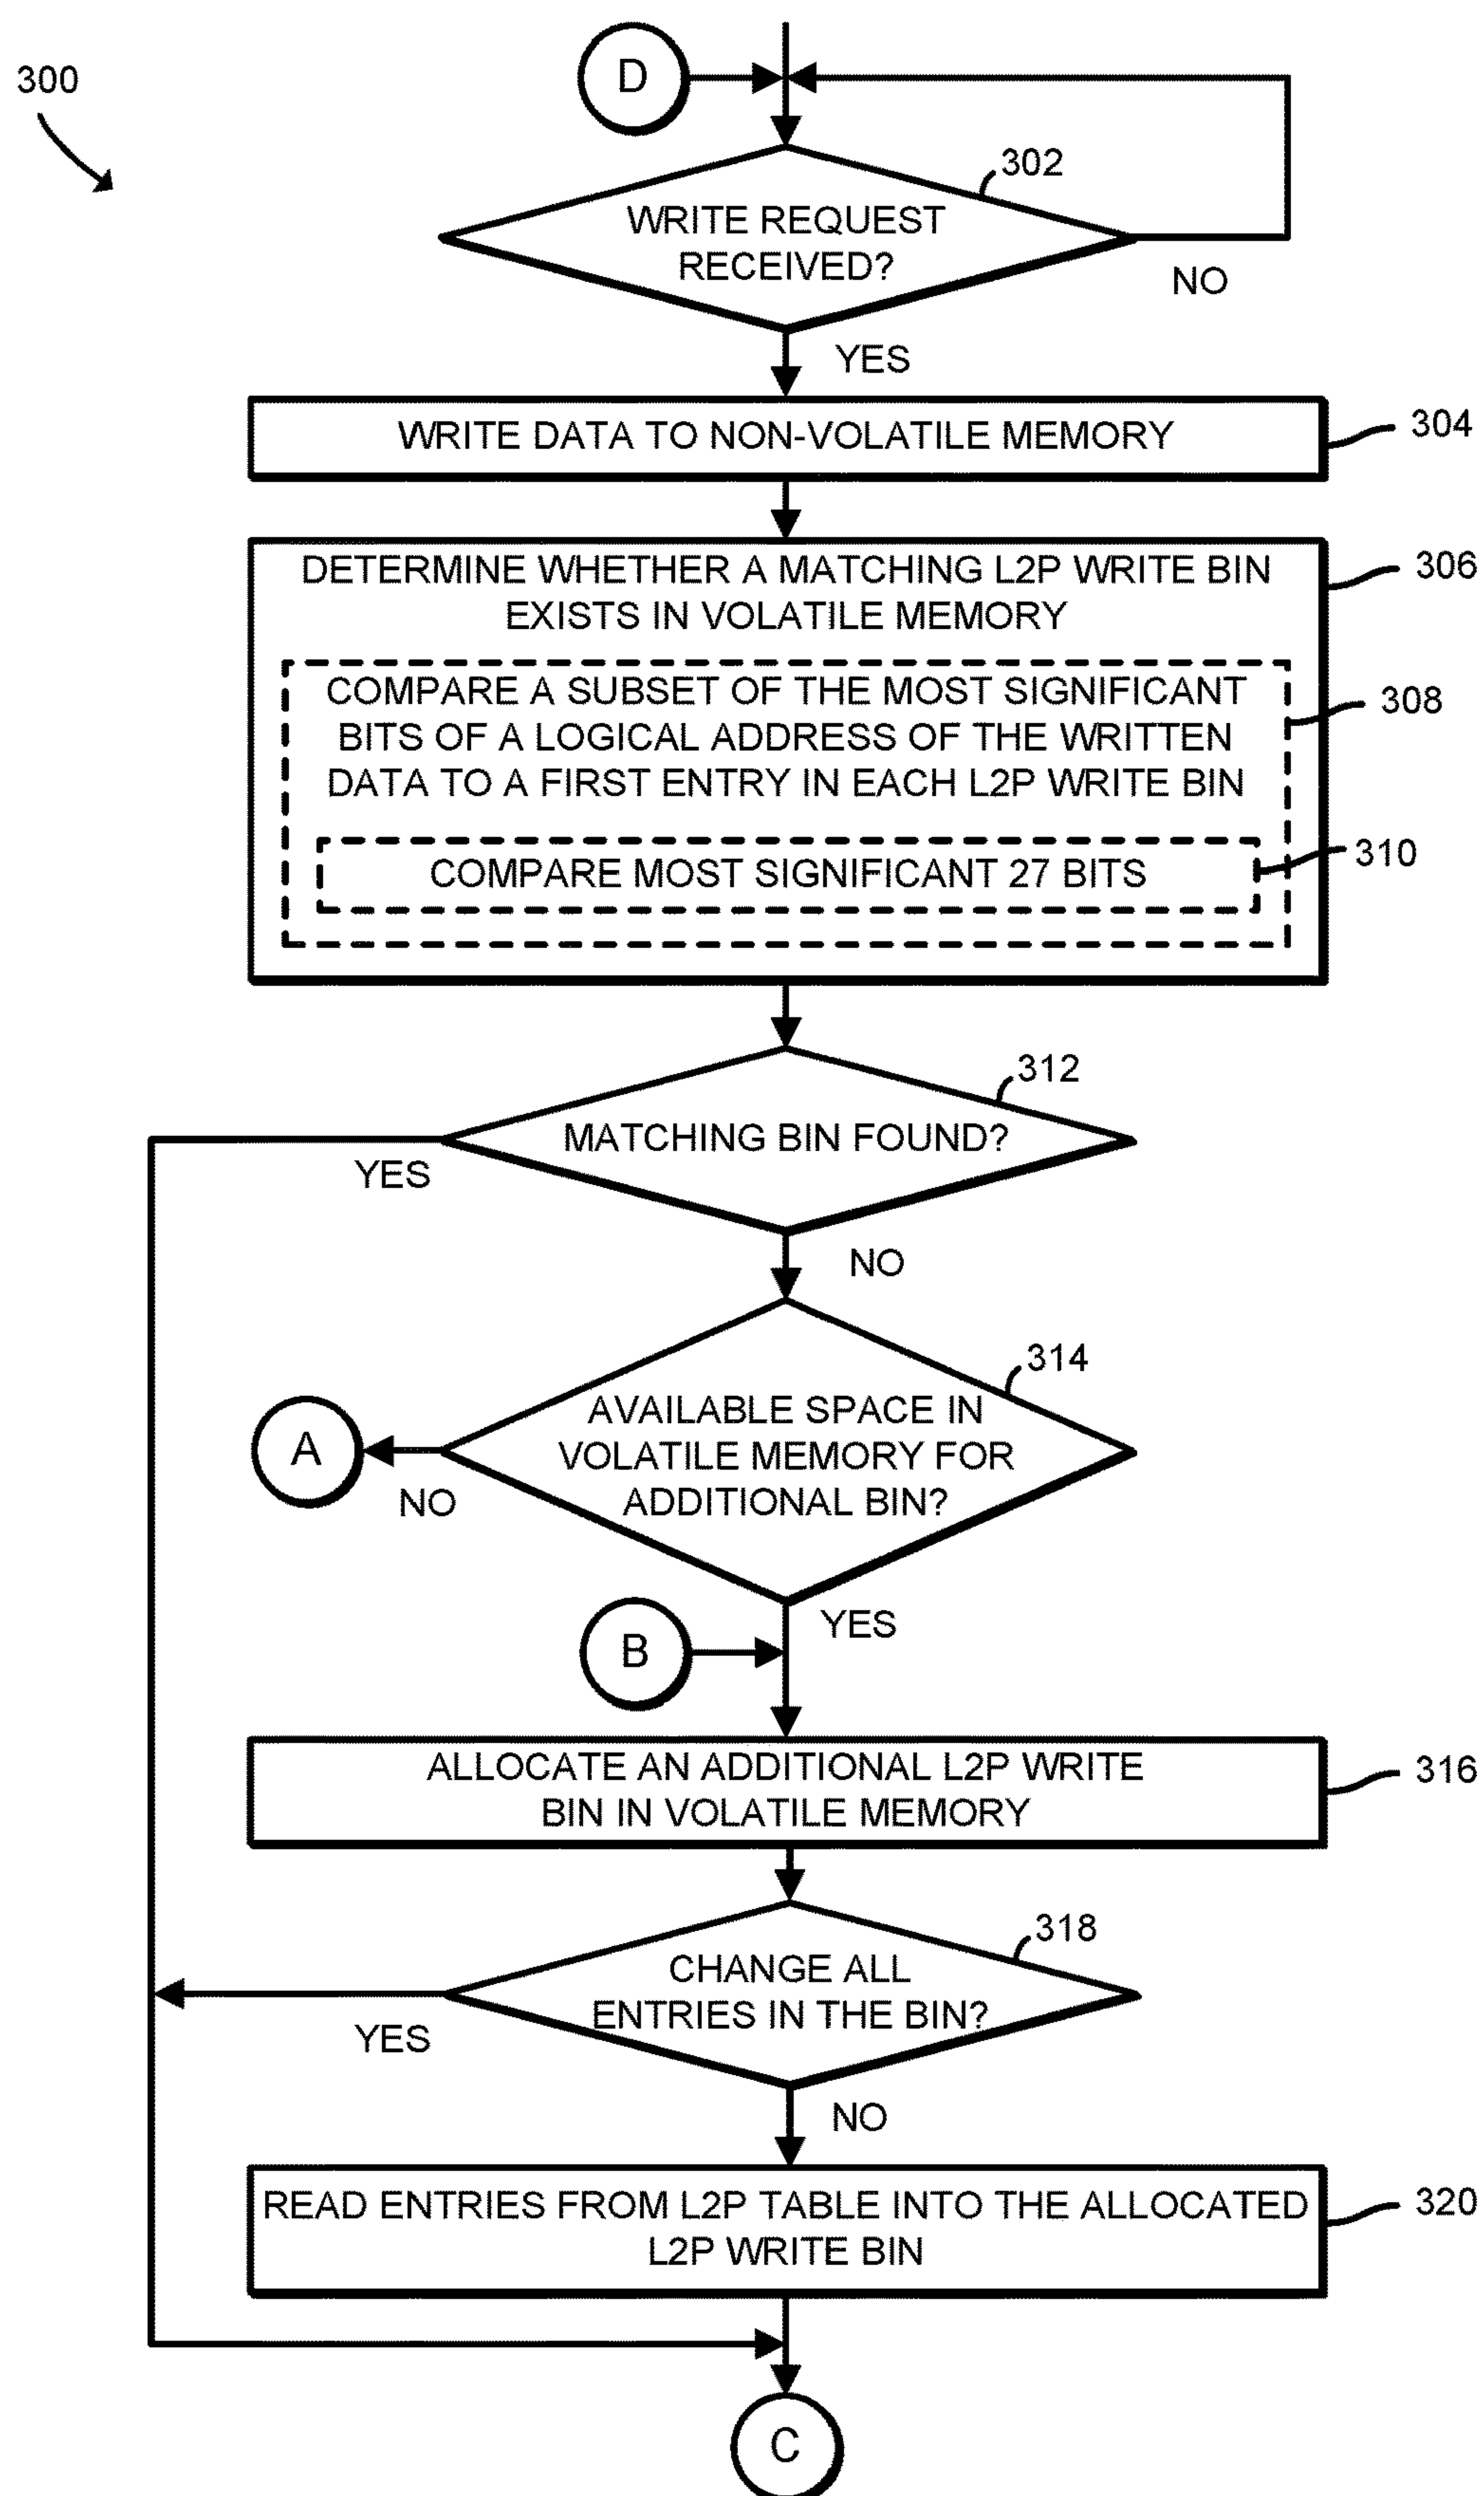 300
D
302
WRITE REQUEST
RECEIVED?
NO
YES
WRITE DATA TO NON-VOLATILE MEMORY
304
DETERMINE WHETHER A MATCHING L2P WRITE BIN
EXISTS IN VOLATILE MEMORY
306
COMPARE A SUBSET OF THE MOST SIGNIFICANT
BITS OF A LOGICAL ADDRESS OF THE WRITTEN
DATA TO A FIRST ENTRY IN EACH L2P WRITE BIN
308
COMPARE MOST SIGNIFICANT 27 BITS
310
312
MATCHING BIN FOUND?
YES
NO
314
AVAILABLE SPACE IN
VOLATILE MEMORY FOR
ADDITIONAL BIN?
A
NO
YES
B
ALLOCATE AN ADDITIONAL L2P WRITE
BIN IN VOLATILE MEMORY
316
318
CHANGE ALL
ENTRIES IN THE BIN?
YES
NO
READ ENTRIES FROM L2P TABLE INTO THE ALLOCATED
L2P WRITE BIN
320
C